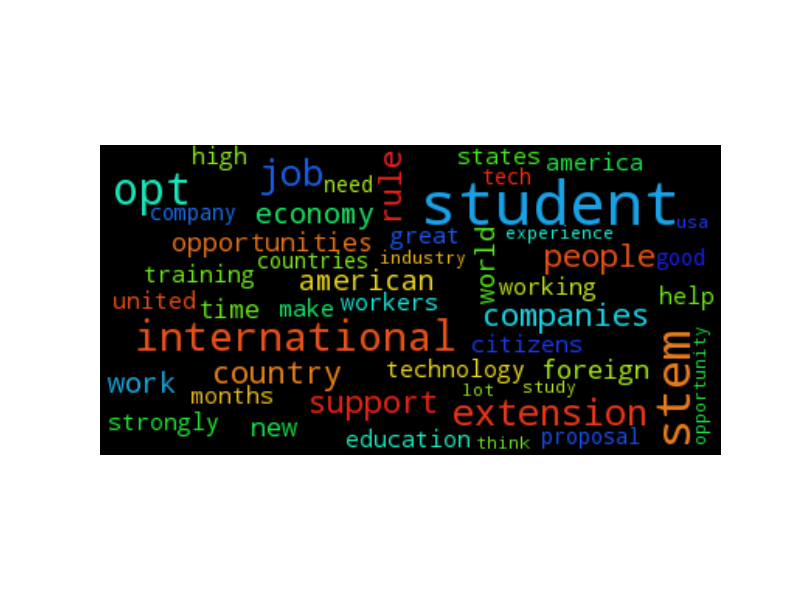 high
job
need
rule
states
america
tech
opt
company
economy
student
usa
opportunities
great
experience
countries
industry
world
people
good
training
american
working
united
time
make
workers
companies
help
international
citizens
work
country
technology
foreign
months
lot
study
stem
opportunity
support
extension
strongly
new
education
think
proposal